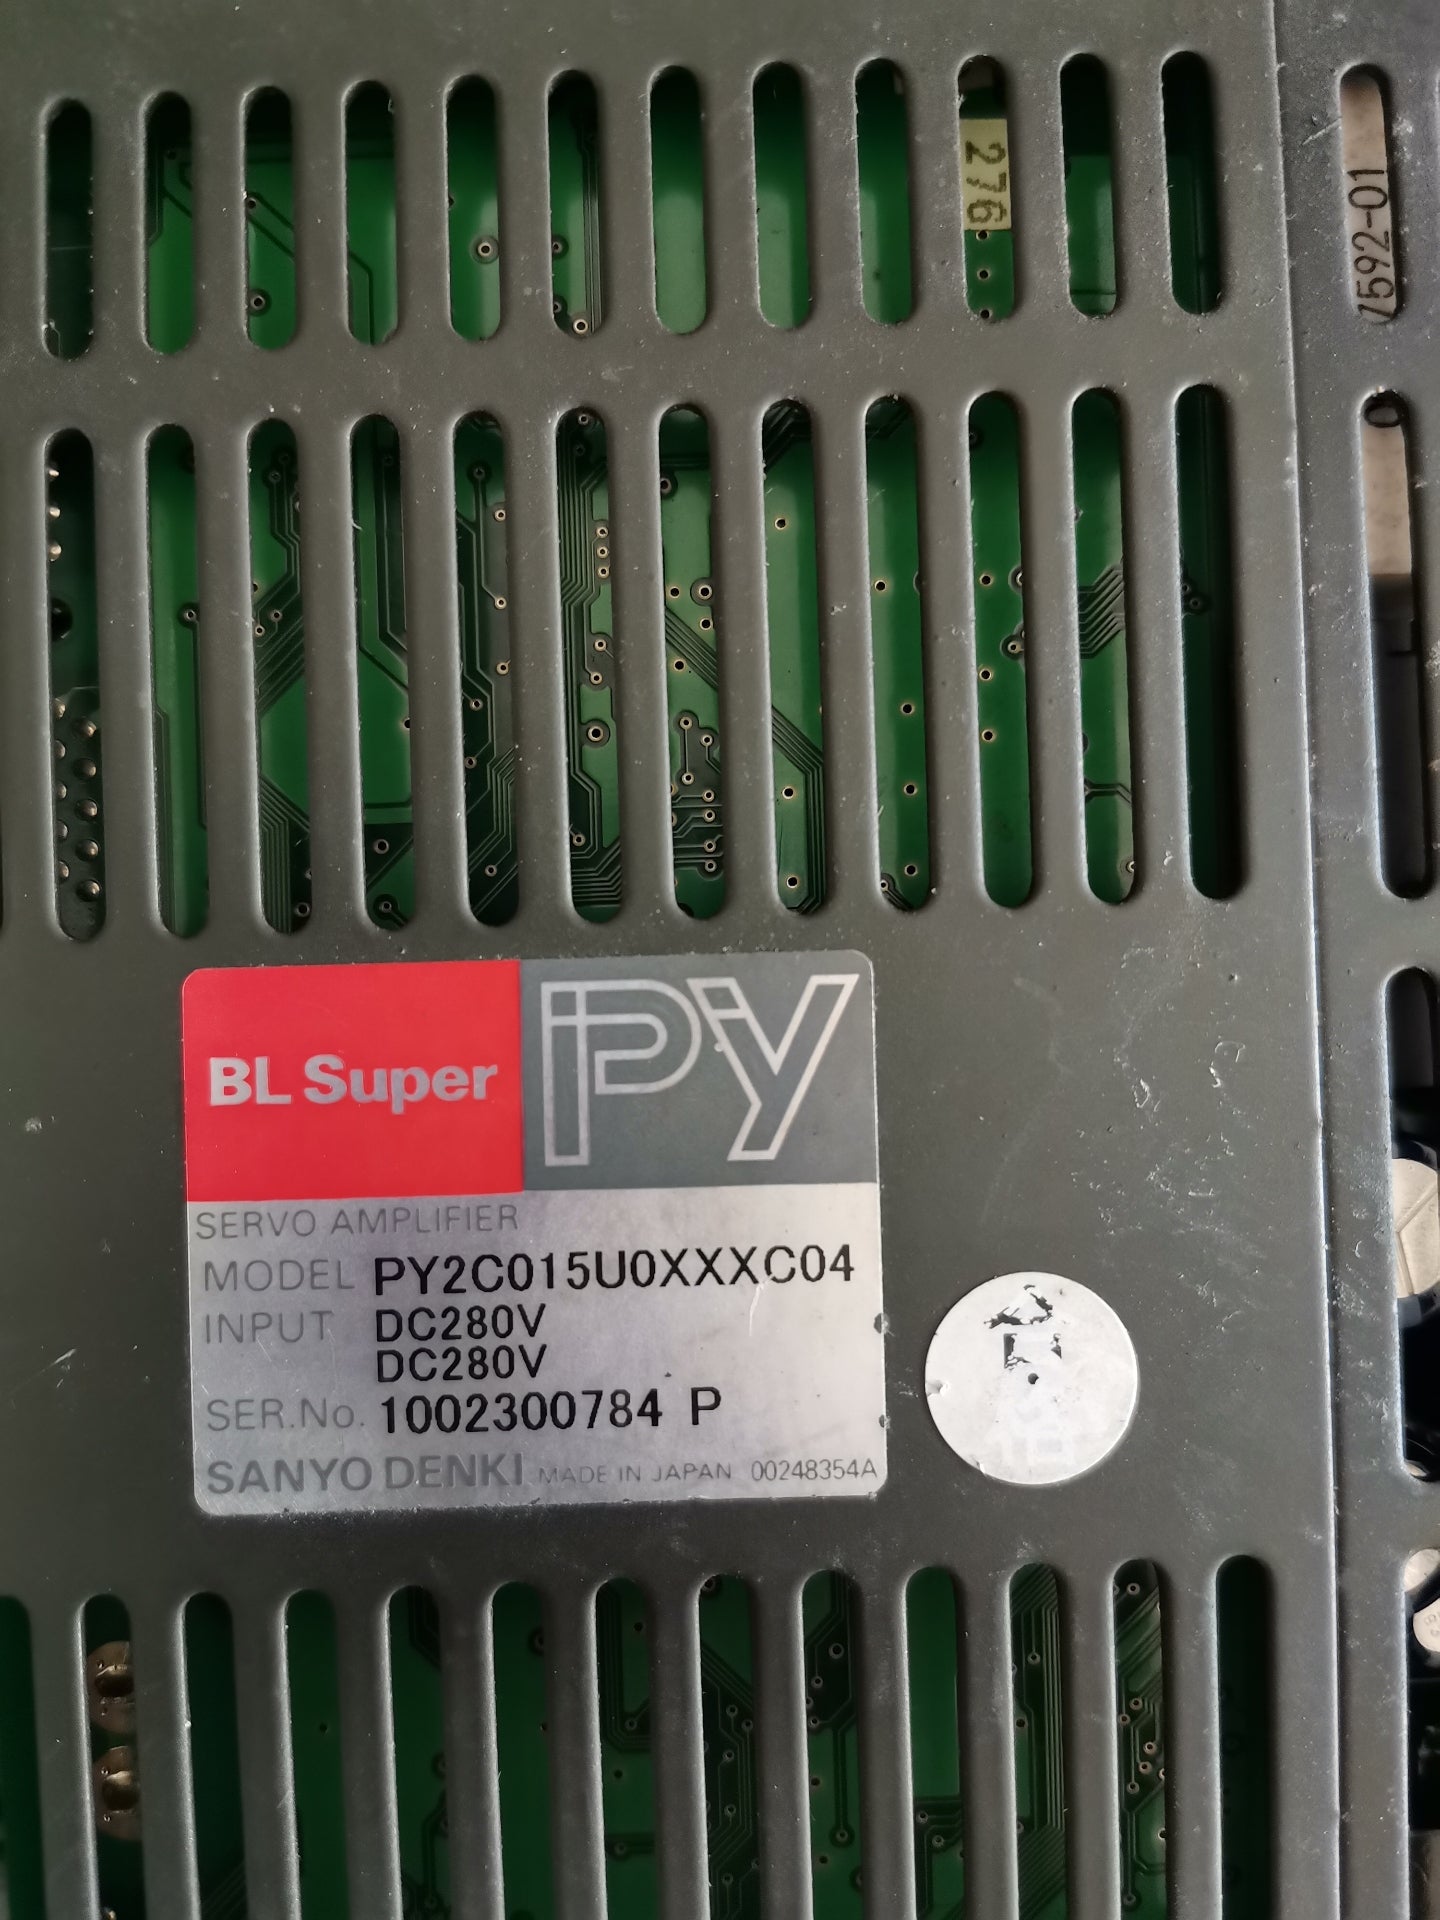 276
7592-01
BL Super PY
SERVO AMPLIFIER
MODEL PY2C015U0XXXC04
INPUT DC280V
DC280V
SER.No. 1002300784 P
SANYO DENKI MADE IN JAPAN 00248354A